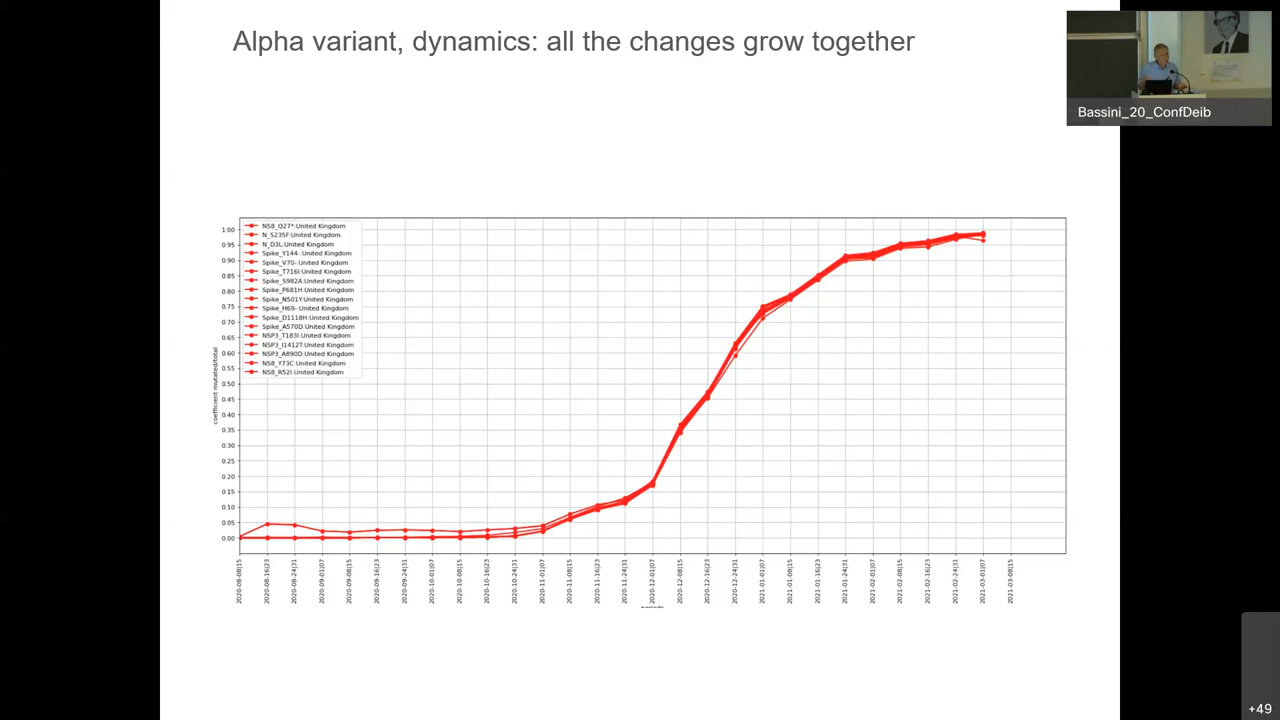 Alpha variant, dynamics: all the changes grow together
Bassini_20_ConfDeib
NS8_Q27*:United Kingdom
N_S235F:United Kingdom
N_D3L:United Kingdom
Spike_Y144-:United Kingdom
Spike_V70-:United Kingdom
Spike_T716I:United Kingdom
Spike_S982A:United Kingdom
Spike_P681H:United Kingdom
Spike_N501Y:United Kingdom
Spike_H69-:United Kingdom
Spike_D1118H:United Kingdom
Spike_A570D:United Kingdom
NSP3_T183I:United Kingdom
NSP3_I1412T:United Kingdom
NSP3_A890D:United Kingdom
NS8_Y73C:United Kingdom
NS8_R52I:United Kingdom
coefficient mutated/total
1.00
0.95
0.90
0.85
0.80
0.75
0.70
0.65
0.60
0.55
0.50
0.45
0.40
0.35
0.30
0.25
0.20
0.15
0.10
0.05
0.00
2020-08-08|15
2020-08-16|23
2020-08-24|31
2020-09-01|07
2020-09-08|15
2020-09-16|23
2020-09-24|31
2020-10-01|07
2020-10-08|15
2020-10-16|23
2020-10-24|31
2020-11-01|07
2020-11-08|15
2020-11-16|23
2020-11-24|31
2020-12-01|07
2020-12-08|15
2020-12-16|23
2020-12-24|31
2021-01-01|07
2021-01-08|15
2021-01-16|23
2021-01-24|31
2021-02-01|07
2021-02-08|15
2021-02-16|23
2021-02-24|31
2021-03-01|07
2021-03-08|15
periods
+49